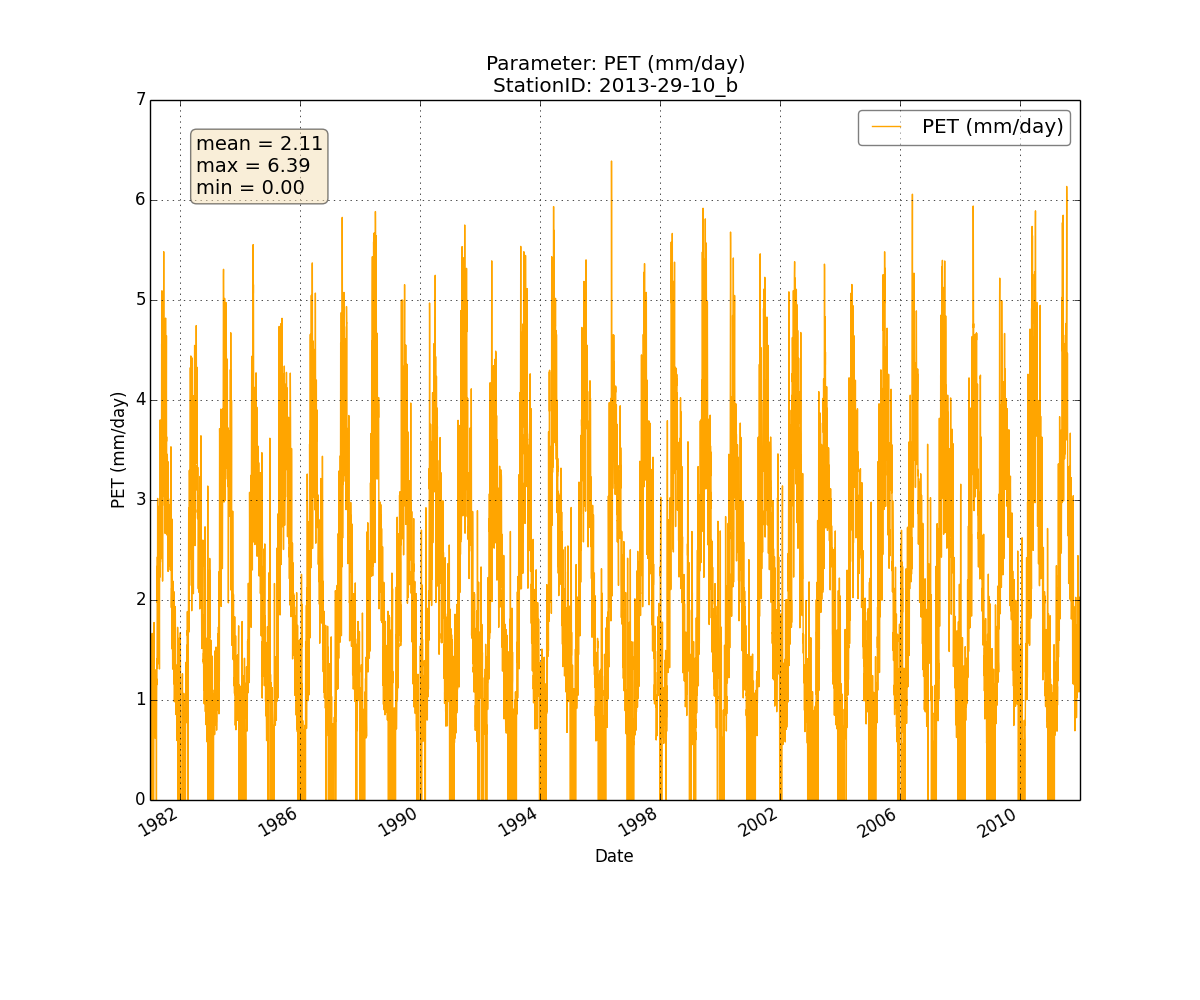 Parameter: PET (mm/day)
StationID: 2013-29-10_b
7
6
5
4
3
2
1
0
PET (mm/day)
mean = 2.11
max = 6.39
min = 0.00
PET (mm/day)
1982
1986
1990
1994
1998
2002
2006
2010
Date